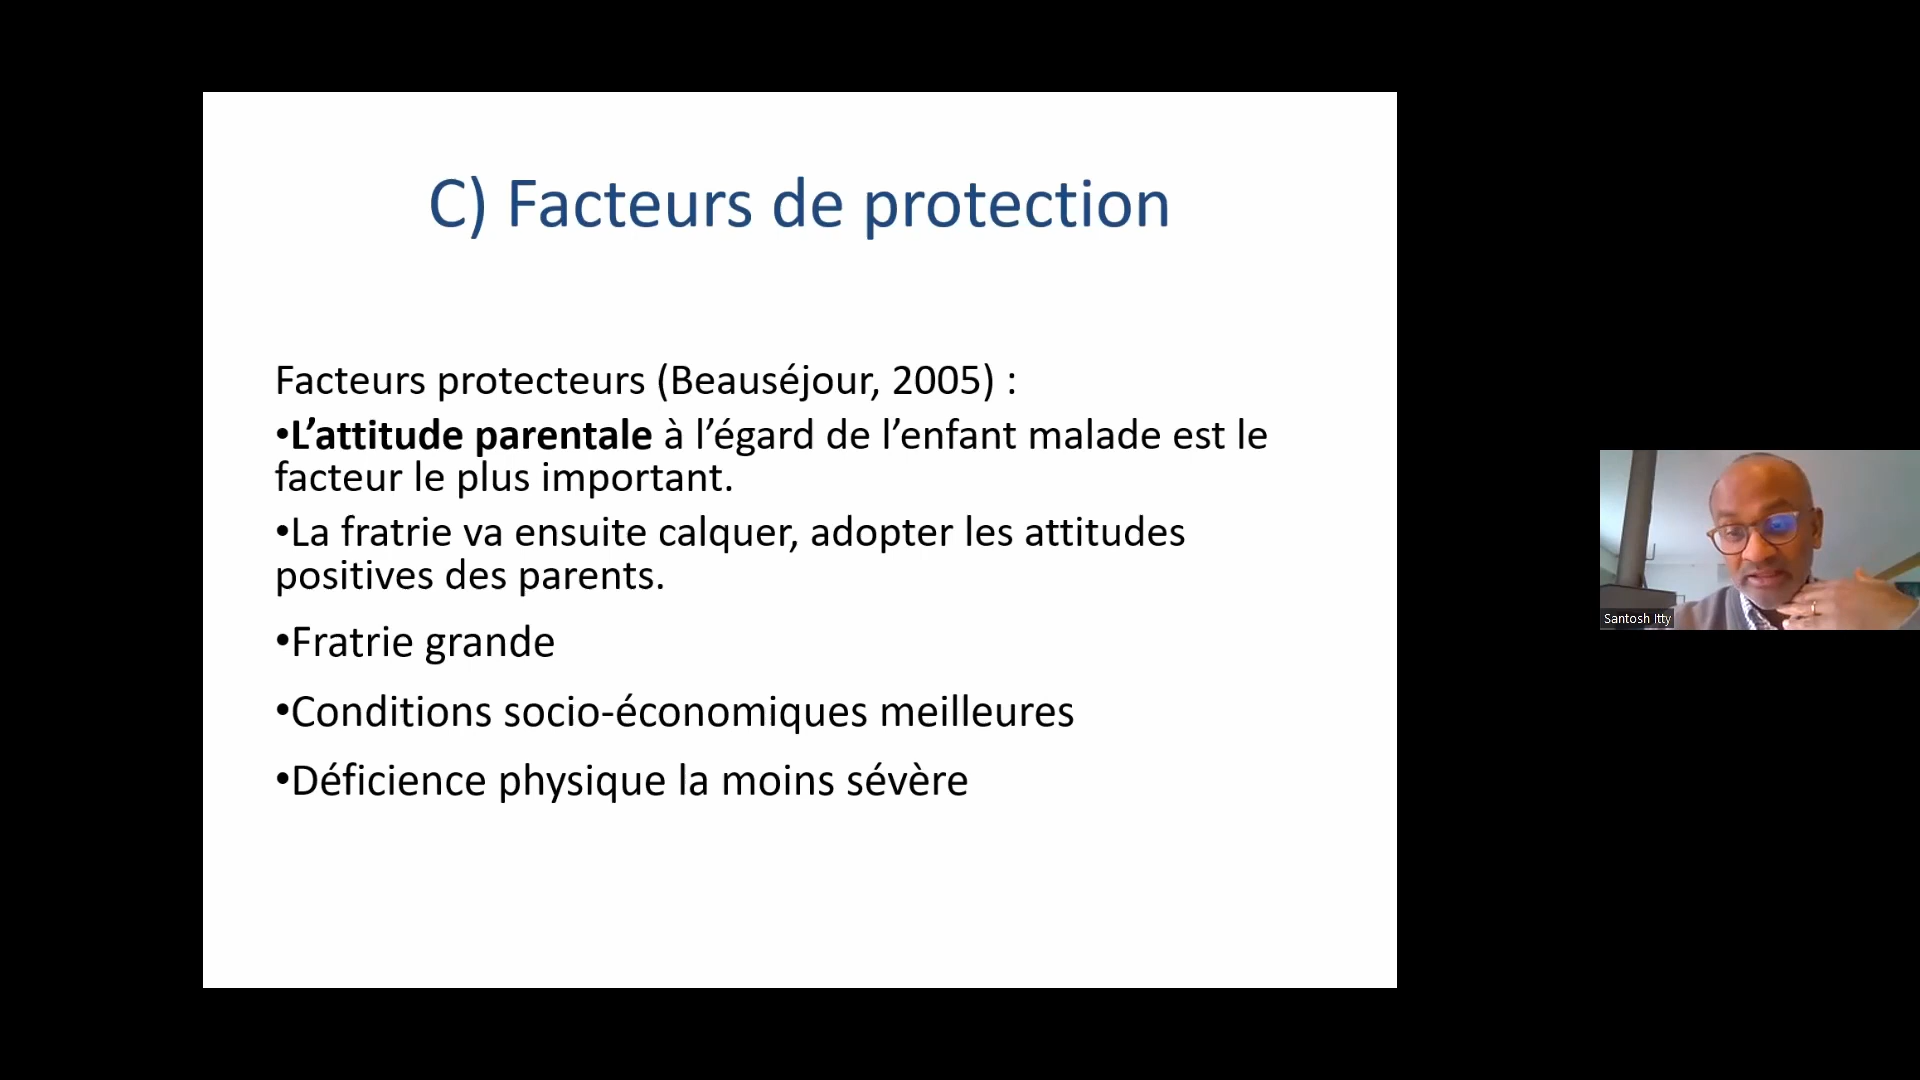 C) Facteurs de protection
Facteurs protecteurs (Beauséjour, 2005) :
•L’attitude parentale à l’égard de l’enfant malade est le
facteur le plus important.
•La fratrie va ensuite calquer, adopter les attitudes
positives des parents.
•Fratrie grande
•Conditions socio-économiques meilleures
•Déficience physique la moins sévère
Santosh Itty